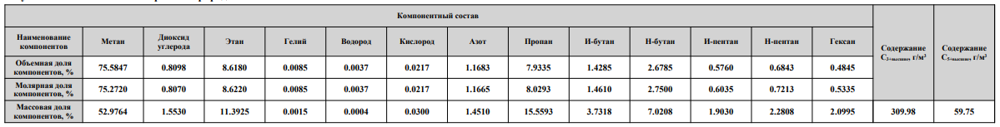 Компонентный состав
Наименование компонентов Метан Диоксид углерода Этан Гелий Водород Кислород Азот Пропан И-бутан Н-бутан И-пентан Н-пентан Гексан Содержание С3+высшие, г/м³ Содержание С5+высшие, г/м³
Объемная доля компонентов, % 75.5847 0.8098 8.6180 0.0085 0.0037 0.0217 1.1683 7.9335 1.4285 2.6785 0.5760 0.6843 0.4845
Молярная доля компонентов, % 75.2720 0.8070 8.6220 0.0085 0.0037 0.0217 1.1665 8.0293 1.4610 2.7500 0.6035 0.7213 0.5335
Массовая доля компонентов, % 52.9764 1.5530 11.3925 0.0015 0.0004 0.0300 1.4510 15.5593 3.7318 7.0208 1.9030 2.2808 2.0995 309.98 59.75